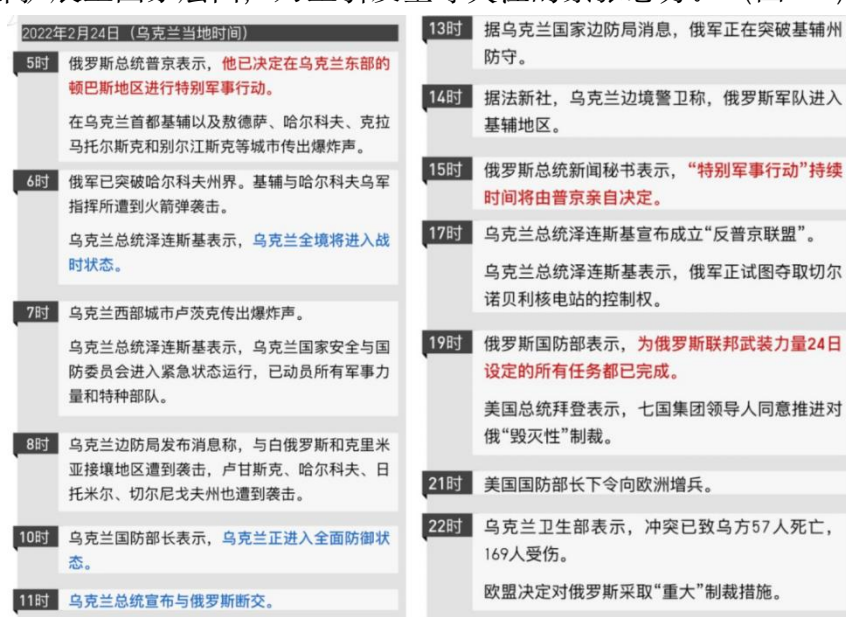 2022年2月24日（乌克兰当地时间）
5时 俄罗斯总统普京表示，他已决定在乌克兰东部的
顿巴斯地区进行特别军事行动。
在乌克兰首都基辅以及敖德萨、哈尔科夫、克拉
马托尔斯克和别尔江斯克等城市传出爆炸声。
6时 俄军已突破哈尔科夫州界。基辅与哈尔科夫乌军
指挥所遭到火箭弹袭击。
乌克兰总统泽连斯基表示，乌克兰全境将进入战
时状态。
7时 乌克兰西部城市卢茨克传出爆炸声。
乌克兰总统泽连斯基表示，乌克兰国家安全与国
防委员会进入紧急状态运行，已动员所有军事力
量和特种部队。
8时 乌克兰边防局发布消息称，与白俄罗斯和克里米
亚接壤地区遭到袭击，卢甘斯克、哈尔科夫、日
托米尔、切尔尼戈夫州也遭到袭击。
10时 乌克兰国防部长表示，乌克兰正进入全面防御状
态。
11时 乌克兰总统宣布与俄罗斯断交。
13时 据乌克兰国家边防局消息，俄军正在突破基辅州
防守。
14时 据法新社，乌克兰边境警卫称，俄罗斯军队进入
基辅地区。
15时 俄罗斯总统新闻秘书表示，“特别军事行动”持续
时间将由普京亲自决定。
17时 乌克兰总统泽连斯基宣布成立“反普京联盟”。
乌克兰总统泽连斯基表示，俄军正试图夺取切尔
诺贝利核电站的控制权。
19时 俄罗斯国防部表示，为俄罗斯联邦武装力量24日
设定的所有任务都已完成。
美国总统拜登表示，七国集团领导人同意推进对
俄“毁灭性”制裁。
21时 美国国防部长下令向欧洲增兵。
22时 乌克兰卫生部表示，冲突已致乌方57人死亡，
169人受伤。
欧盟决定对俄罗斯采取“重大”制裁措施。